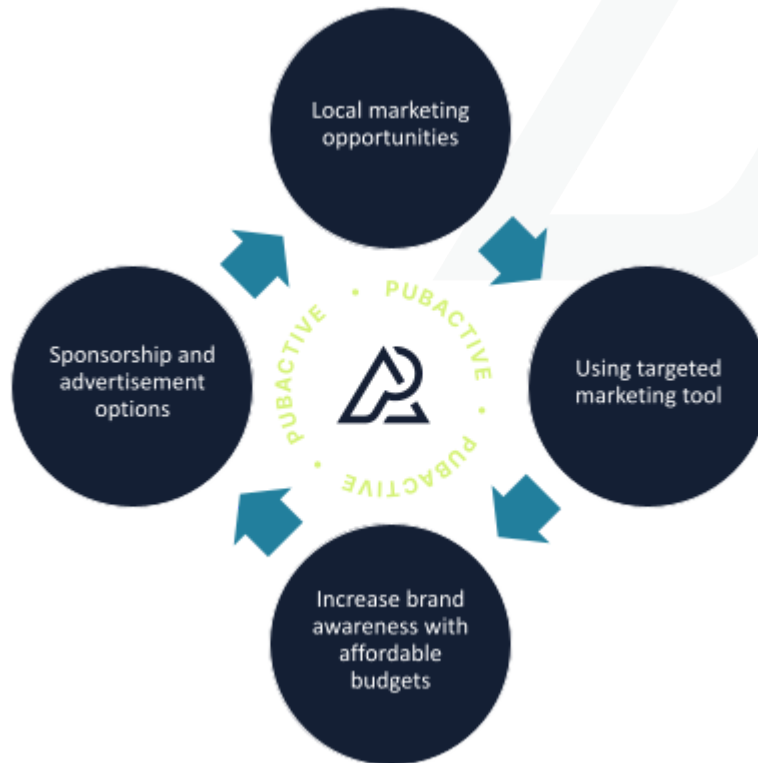 Local marketing
opportunities
Using targeted
marketing tool
Increase brand
awareness with
affordable
budgets
Sponsorship and
advertisement
options
PUBACTIVE • PUBACTIVE • PUBACTIVE •